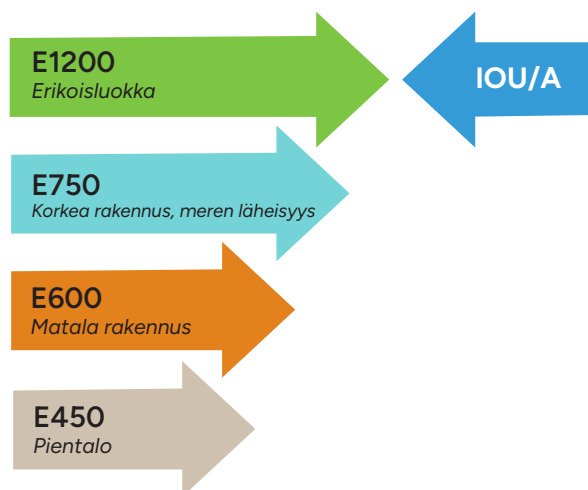 E1200
Erikoisluokka
IOU/A
E750
Korkea rakennus, meren läheisyys
E600
Matala rakennus
E450
Pientalo